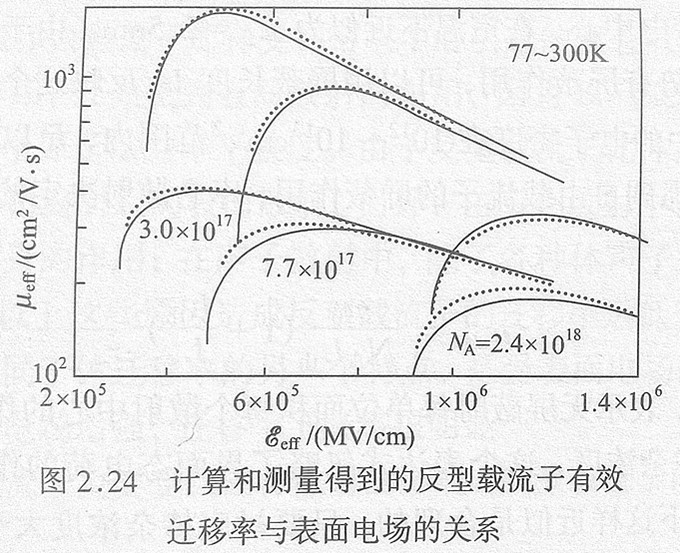 77~300K
10³
μeff/(cm²/V·s)
3.0×10¹⁷
7.7×10¹⁷
N_A=2.4×10¹⁸
10²
2×10⁵ 6×10⁵ 1×10⁶ 1.4×10⁶
ℰeff/(MV/cm)
图 2.24 计算和测量得到的反型载流子有效
迁移率与表面电场的关系